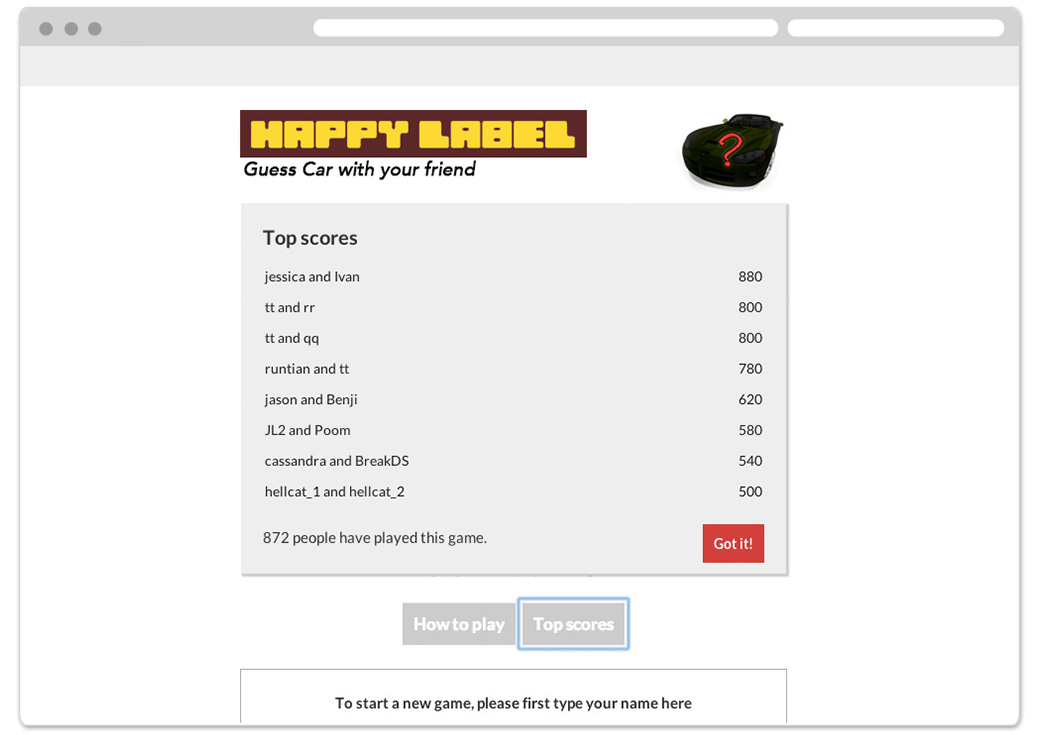 HAPPY LABEL
Guess Car with your friend
?
Top scores
jessica and Ivan 880
tt and rr 800
tt and qq 800
runtian and tt 780
jason and Benji 620
JL2 and Poom 580
cassandra and BreakDS 540
hellcat_1 and hellcat_2 500
872 people have played this game. Got it!
How to play Top scores
To start a new game, please first type your name here